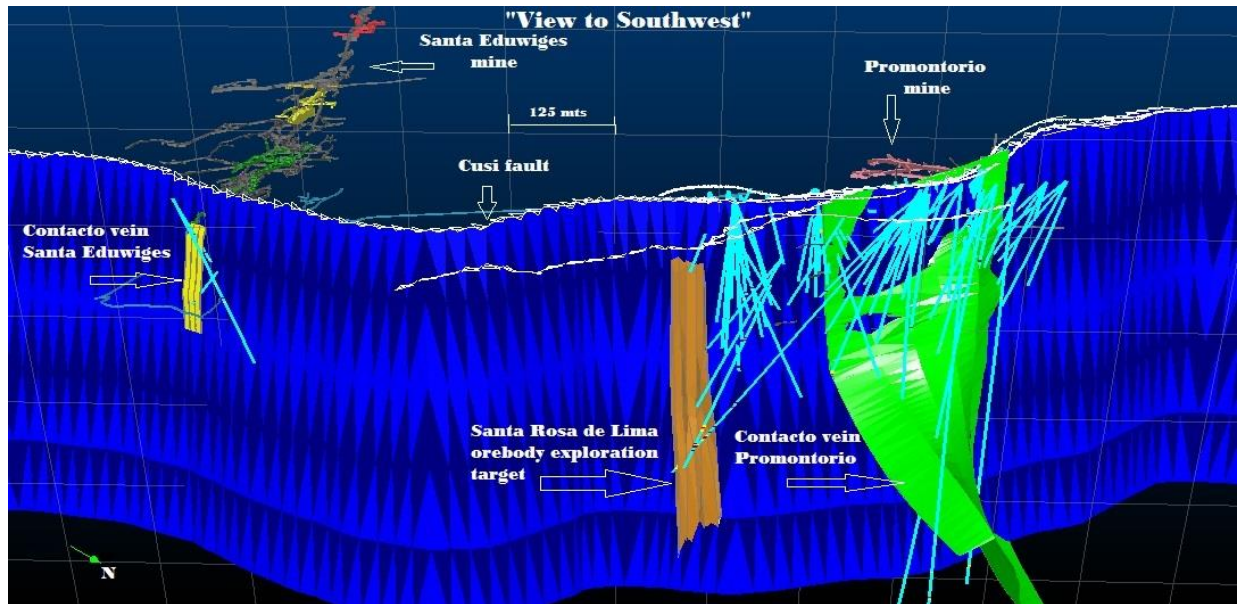 "View to Southwest"
Santa Eduwiges
mine
Promontorio
mine
125 mts
Cusi fault
Contacto vein
Santa Eduwiges
Santa Rosa de Lima
orebody exploration
target
Contacto vein
Promontorio
N